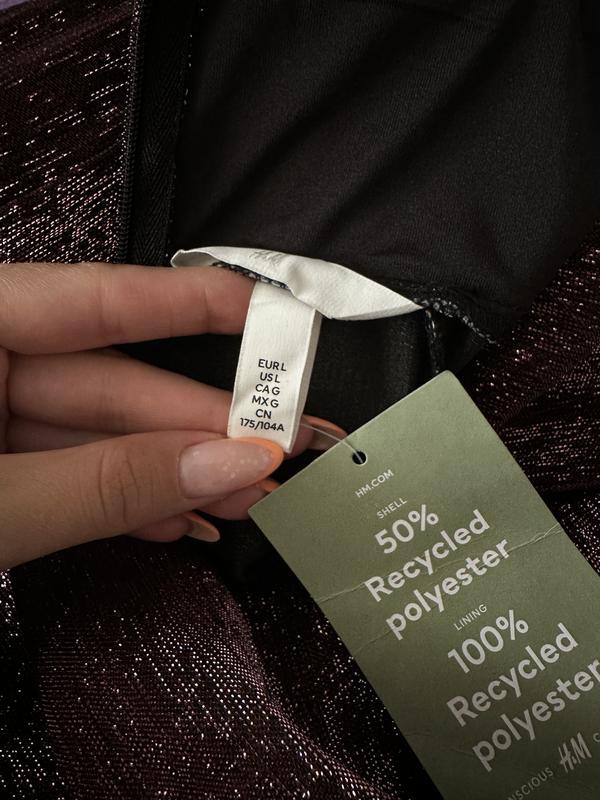 H&M
EUR L
US L
CA G
MX G
CN
175/104A
HM.COM
SHELL
50%
Recycled
polyester
LINING
100%
Recycled
polyester
H&M